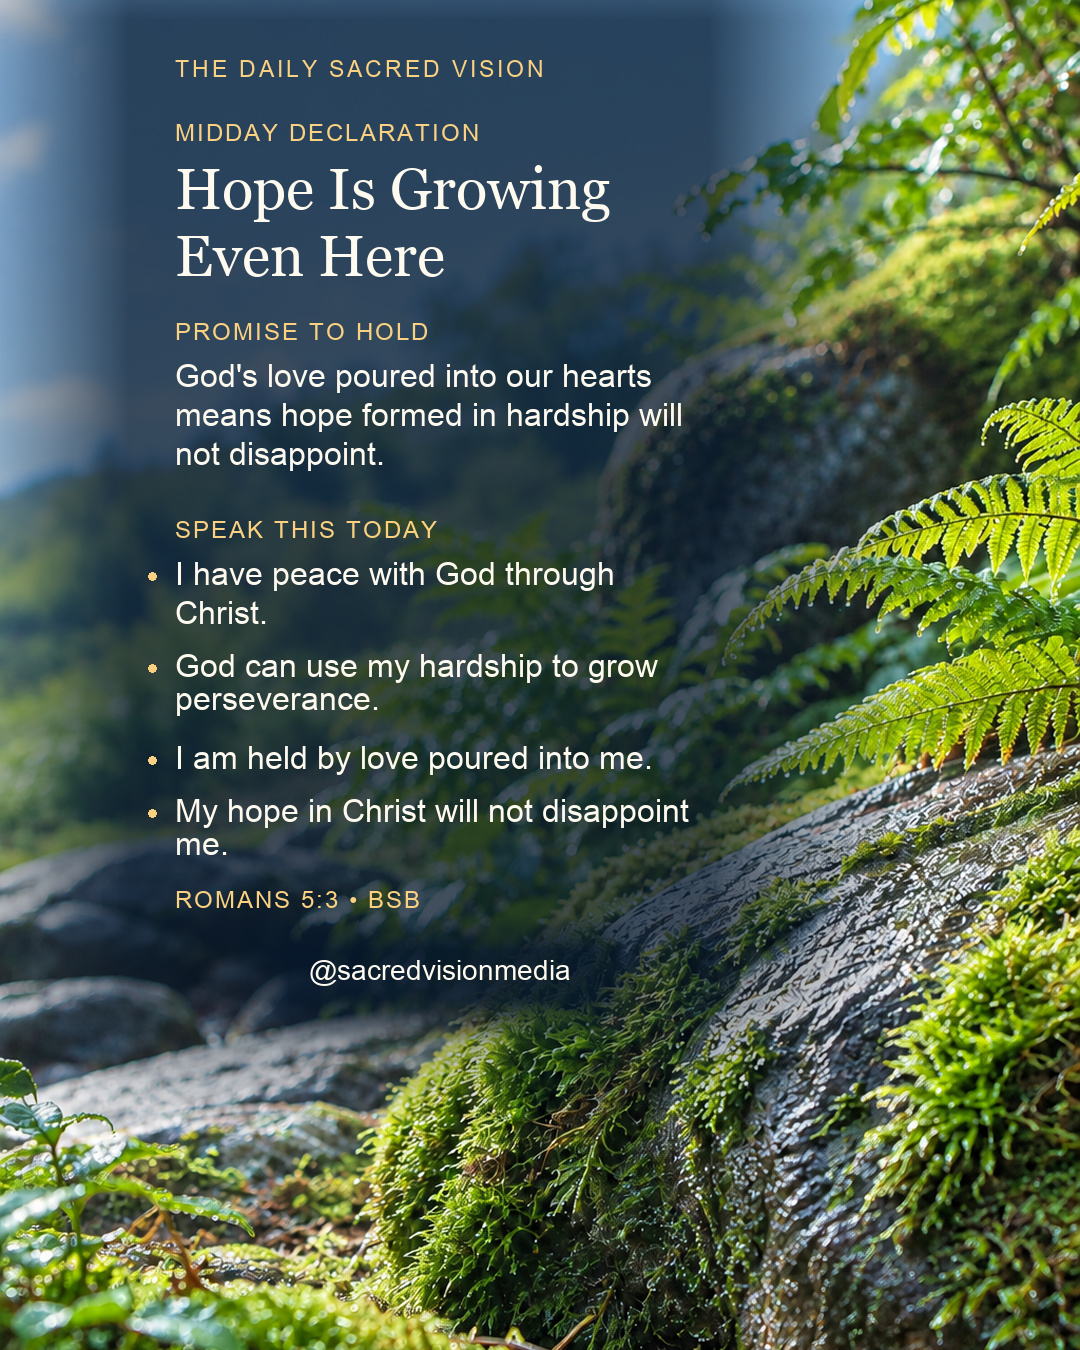 THE DAILY SACRED VISION
MIDDAY DECLARATION
Hope Is Growing
Even Here
PROMISE TO HOLD
God's love poured into our hearts
means hope formed in hardship will
not disappoint.
SPEAK THIS TODAY
• I have peace with God through
Christ.
• God can use my hardship to grow
perseverance.
• I am held by love poured into me.
• My hope in Christ will not disappoint
me.
ROMANS 5:3 • BSB
@sacredvisionmedia